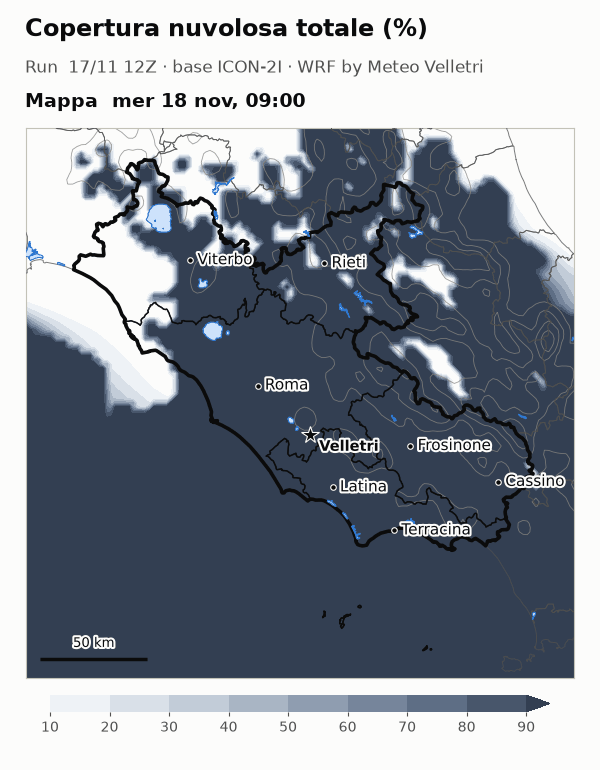 Copertura nuvolosa totale (%)
Run 17/11 12Z · base ICON-2I · WRF by Meteo Velletri
Mappa mer 18 nov, 09:00
Viterbo
Rieti
Roma
Velletri
Frosinone
Cassino
Latina
Terracina
50 km
10 20 30 40 50 60 70 80 90